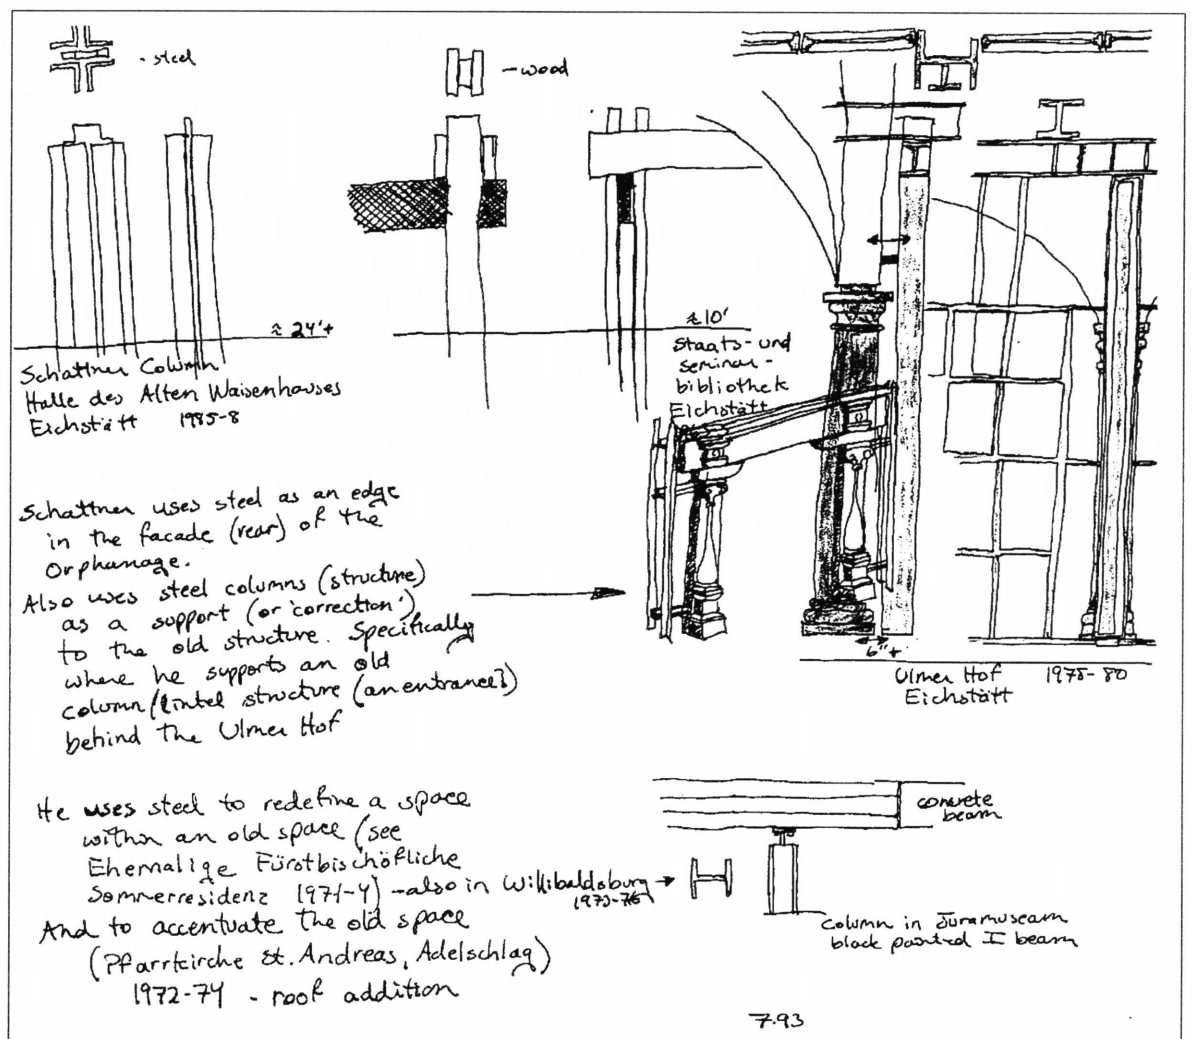 - steel
- wood
≈ 24'+
Schattner Column
Halle des Alten Waisenhauses
Eichstätt 1985-8
≈ 10'
Staats- und
seminar-
bibliothek
Eichstätt
6"+
Ulmer Hof 1978-80
Eichstätt
Schattner uses steel as an edge
in the facade (rear) of the
Orphanage.
Also uses steel columns (structure)
as a support (or 'correction')
to the old structure. Specifically
where he supports an old
column/lintel structure (an entrance?)
behind the Ulmer Hof
He uses steel to redefine a space
within an old space (see
Ehemalige Fürstbischöfliche
Sommerresidenz 1971-4) - also in Willibaldsburg
1973-76
And to accentuate the old space
(Pfarrkirche St. Andreas, Adelschlag)
1972-74 - roof addition
concrete
beam
column in Juramuseum
black painted I beam
7.93